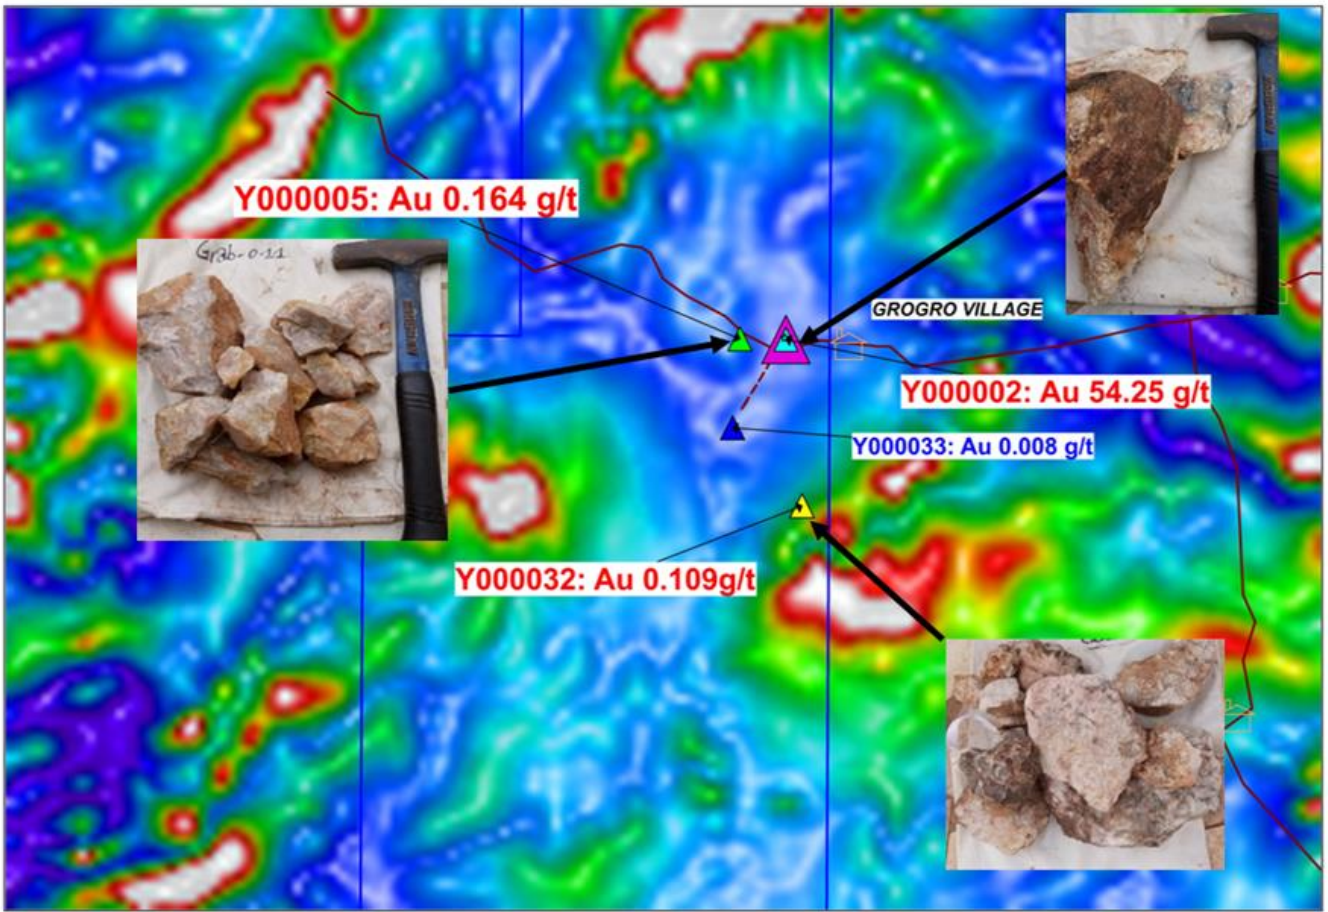 Y000005: Au 0.164 g/t
Grab-0-11
GROGRO VILLAGE
Y000002: Au 54.25 g/t
Y000033: Au 0.008 g/t
Y000032: Au 0.109g/t